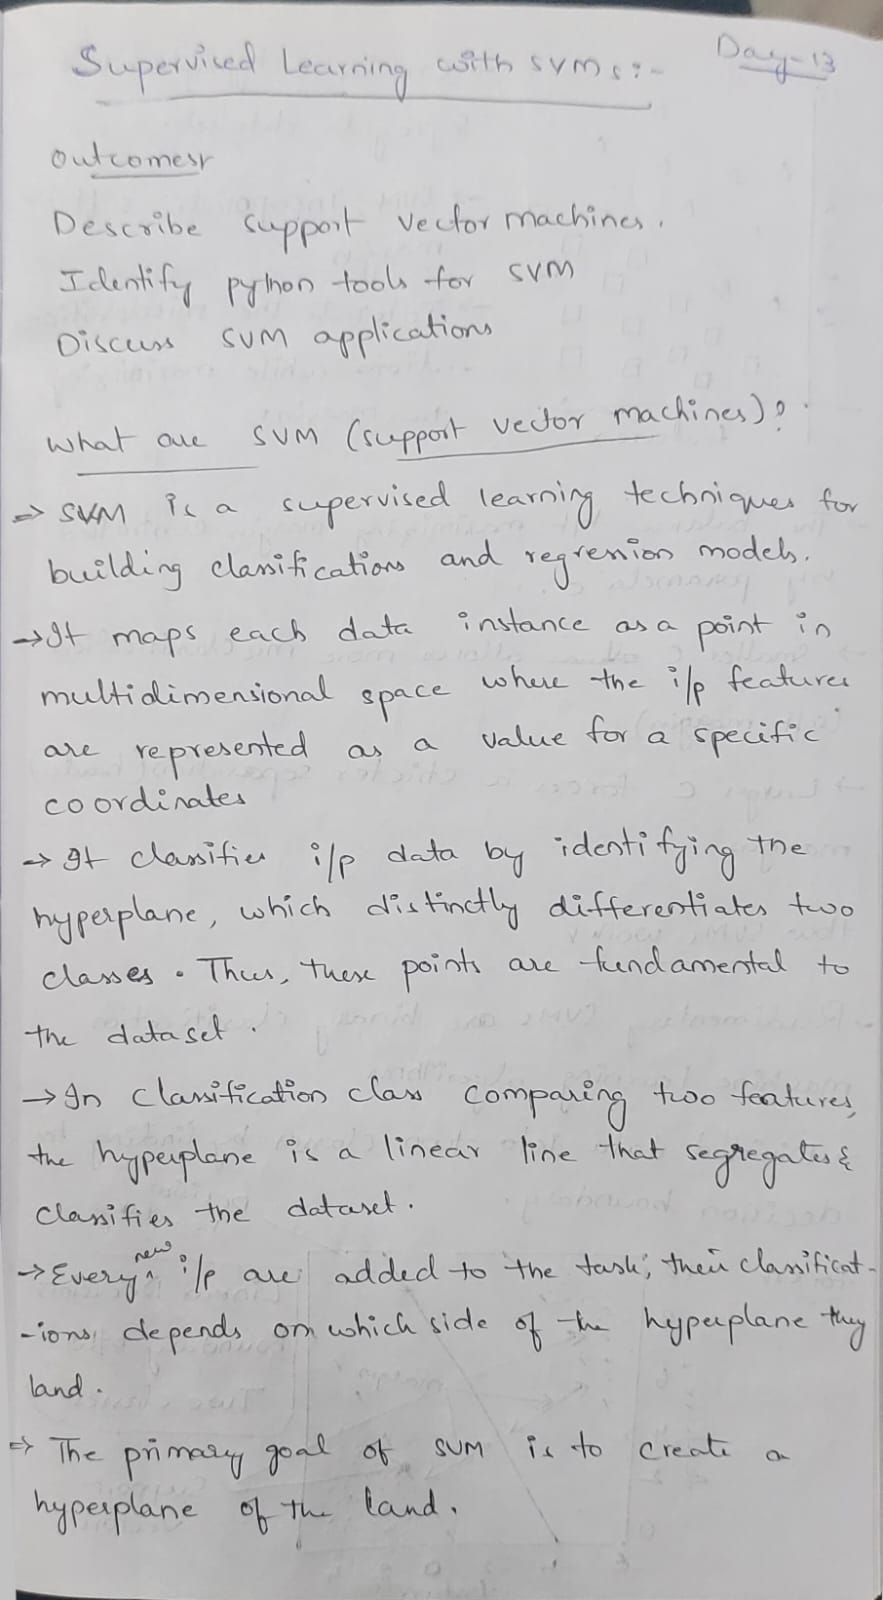 Supervised Learning with SVMs:-
Day-13
Outcomes:-
Describe support vector machines.
Identify python tools for SVM
Discuss SVM applications
What are SVM (support vector machines)?
→ SVM is a supervised learning techniques for
building classifications and regression models.
→ It maps each data instance as a point in
multidimensional space where the i/p features
are represented as a value for a specific
coordinates
→ It classifies i/p data by identifying the
hyperplane, which distinctly differentiates two
classes. Thus, these points are fundamental to
the dataset.
→ In classification class comparing two features,
the hyperplane is a linear line that segregates &
classifies the dataset.
→ Every new i/p are added to the task, their classificat-
-ions depends on which side of the hyperplane they
land.
⇒ The primary goal of SVM is to create a
hyperplane of the land.